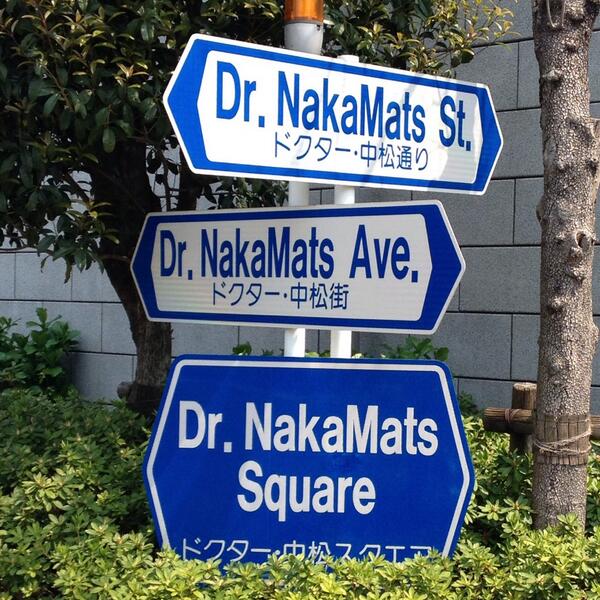 Dr. NakaMats St.
ドクター・中松通り
Dr. NakaMats Ave.
ドクター・中松街
Dr. NakaMats
Square
ドクター・中松スクエア